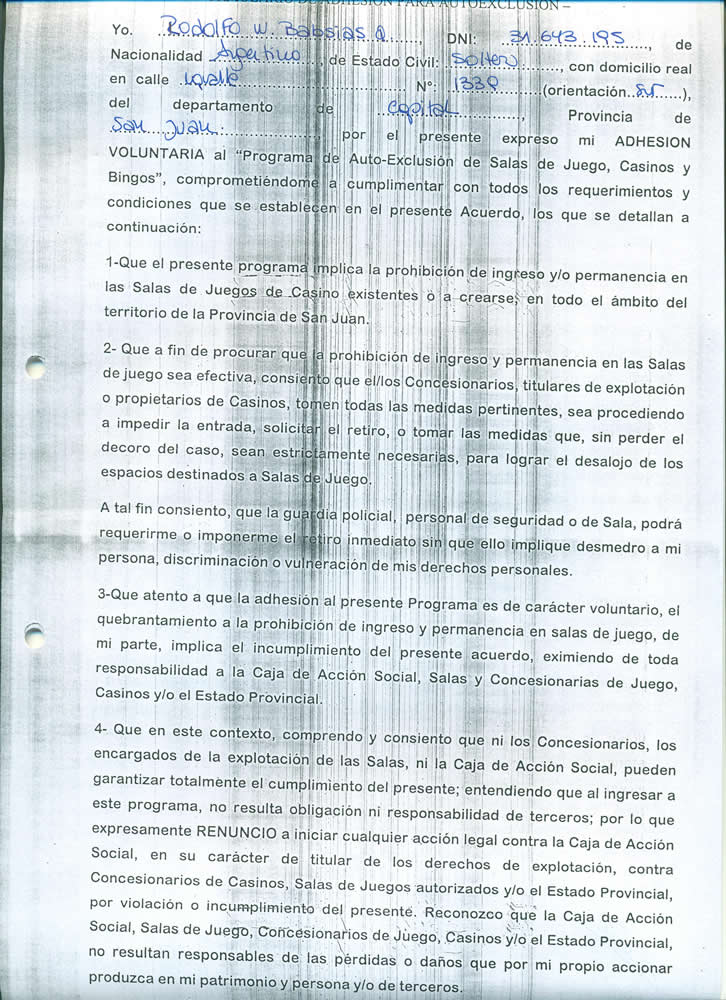 DE ADHESIÓN PARA AUTOEXCLUSIÓN –
Yo. Rodolfo W. , DNI: 31.643.195, de
Nacionalidad Argentino, de Estado Civil: Soltero, con domicilio real
en calle N°: 1339 (orientación sur),
del departamento de Capital, Provincia de
San Juan. por el presente expreso mi ADHESION
VOLUNTARIA al “Programa de Auto-Exclusión de Salas de Juego, Casinos y
Bingos”, comprometiéndome a cumplimentar con todos los requerimientos y
condiciones que se establecen en el presente Acuerdo, los que se detallan a
continuación:
1-Que el presente programa implica la prohibición de ingreso y/o permanencia en
las Salas de Juegos de Casino existentes o a crearse, en todo el ámbito del
territorio de la Provincia de San Juan.
2- Que a fin de procurar que la prohibición de ingreso y permanencia en las Salas
de juego sea efectiva, consiento que el/los Concesionarios, titulares de explotación
o propietarios de Casinos, tomen todas las medidas pertinentes, sea procediendo
a impedir la entrada, solicitar el retiro, o tomar las medidas que, sin perder el
decoro del caso, sean estrictamente necesarias, para lograr el desalojo de los
espacios destinados a Salas de Juego.
A tal fin consiento, que la guardia policial, personal de seguridad o de Sala, podrá
requerirme o imponerme el retiro inmediato sin que ello implique desmedro a mi
persona, discriminación o vulneración de mis derechos personales.
3-Que atento a que la adhesión al presente Programa es de carácter voluntario, el
quebrantamiento a la prohibición de ingreso y permanencia en salas de juego, de
mi parte, implica el incumplimiento del presente acuerdo, eximiendo de toda
responsabilidad a la Caja de Acción Social, Salas y Concesionarias de Juego,
Casinos y/o el Estado Provincial.
4- Que en este contexto, comprendo y consiento que ni los Concesionarios, los
encargados de la explotación de las Salas, ni la Caja de Acción Social, pueden
garantizar totalmente el cumplimiento del presente; entendiendo que al ingresar a
este programa, no resulta obligación ni responsabilidad de terceros; por lo que
expresamente RENUNCIO a iniciar cualquier acción legal contra la Caja de Acción
Social, en su carácter de titular de los derechos de explotación, contra
Concesionarios de Casinos, Salas de Juegos autorizados y/o el Estado Provincial,
por violación o incumplimiento del presente. Reconozco que la Caja de Acción
Social, Salas de Juego, Concesionarios de Juego, Casinos y/o el Estado Provincial,
no resultan responsables de las pérdidas o daños que por mi propio accionar
produzca en mi patrimonio y persona y/o de terceros.